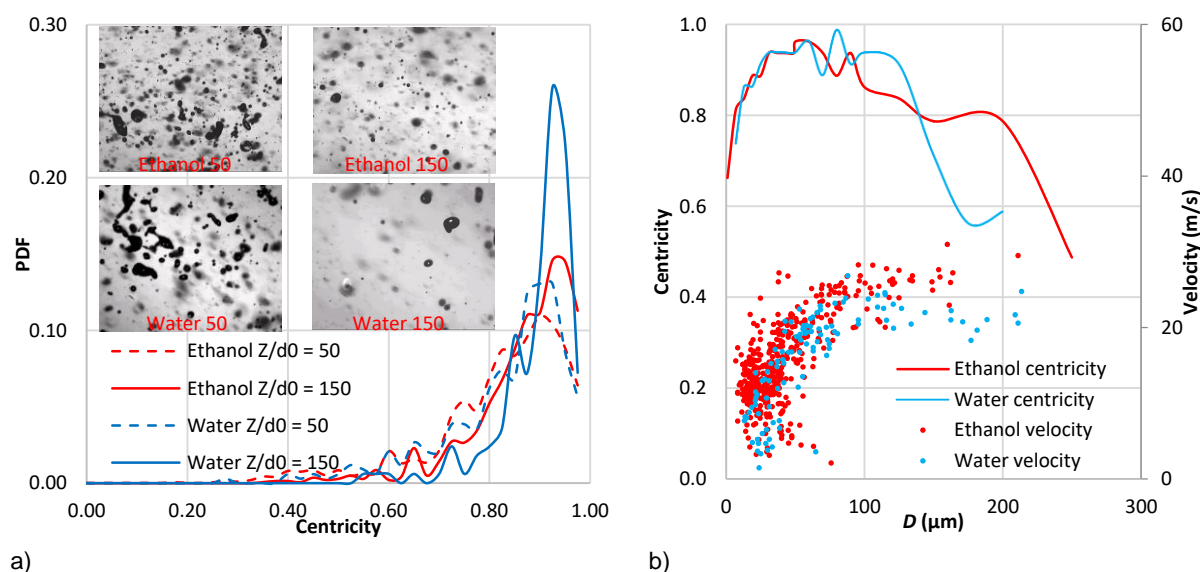 0.30
0.20
0.10
0.00
PDF
Ethanol 50
Ethanol 150
Water 50
Water 150
Ethanol Z/d0 = 50
Ethanol Z/d0 = 150
Water Z/d0 = 50
Water Z/d0 = 150
0.00 0.20 0.40 0.60 0.80 1.00
Centricity
a)
1.0
0.8
0.6
0.4
0.2
0.0
Centricity
60
40
20
0
Velocity (m/s)
Ethanol centricity
Water centricity
Ethanol velocity
Water velocity
0 100 200 300
D (µm)
b)